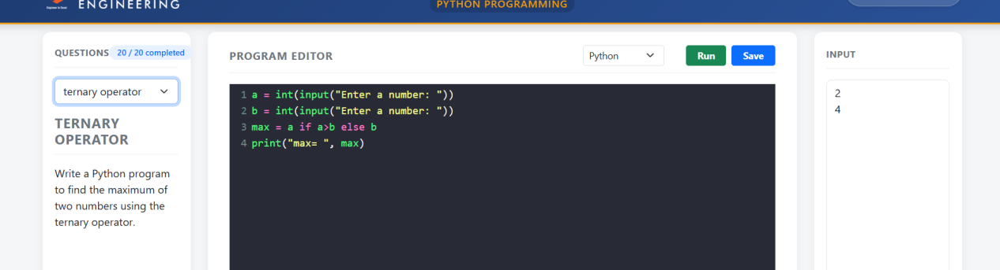 ENGINEERING
PYTHON PROGRAMMING
QUESTIONS 20 / 20 completed
ternary operator
TERNARY
OPERATOR
Write a Python program
to find the maximum of
two numbers using the
ternary operator.
PROGRAM EDITOR
Python
Run
Save
1 a = int(input("Enter a number: "))
2 b = int(input("Enter a number: "))
3 max = a if a>b else b
4 print("max= ", max)
INPUT
2
4